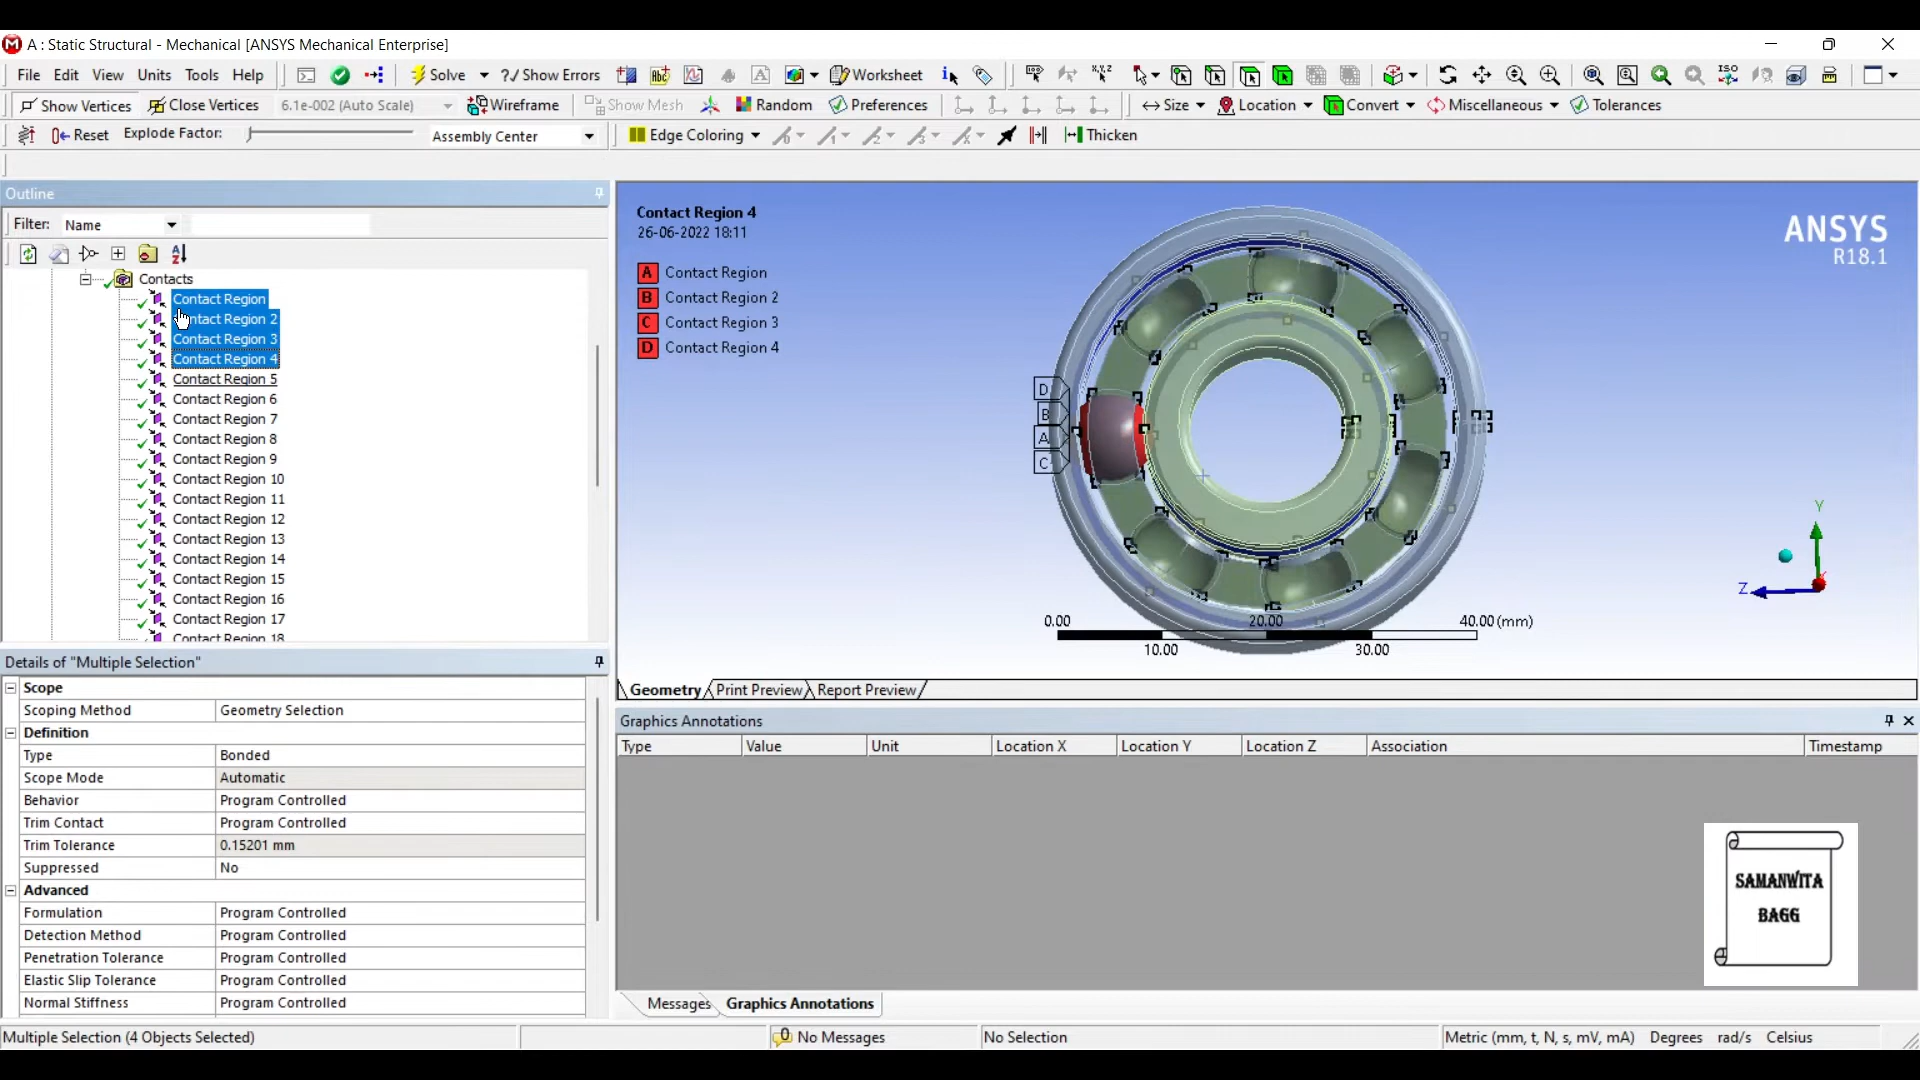 A : Static Structural - Mechanical [ANSYS Mechanical Enterprise]
File Edit View Units Tools Help Solve ?/ Show Errors Worksheet
Show Vertices Close Vertices 6.1e-002 (Auto Scale) Wireframe Show Mesh Random Preferences Size Location Convert Miscellaneous Tolerances
Reset Explode Factor: Assembly Center Edge Coloring Thicken
Outline
Filter: Name
Contacts
Contact Region
ntact Region 2
Contact Region 3
Contact Region 4
Contact Region 5
Contact Region 6
Contact Region 7
Contact Region 8
Contact Region 9
Contact Region 10
Contact Region 11
Contact Region 12
Contact Region 13
Contact Region 14
Contact Region 15
Contact Region 16
Contact Region 17
Contact Region 18
Details of "Multiple Selection"
Scope
Scoping Method Geometry Selection
Definition
Type Bonded
Scope Mode Automatic
Behavior Program Controlled
Trim Contact Program Controlled
Trim Tolerance 0.15201 mm
Suppressed No
Advanced
Formulation Program Controlled
Detection Method Program Controlled
Penetration Tolerance Program Controlled
Elastic Slip Tolerance Program Controlled
Normal Stiffness Program Controlled
Multiple Selection (4 Objects Selected)
Contact Region 4
26-06-2022 18:11
A Contact Region
B Contact Region 2
C Contact Region 3
D Contact Region 4
ANSYS
R18.1
D
B
A
C
Y
Z
0.00 20.00 40.00 (mm)
10.00 30.00
Geometry Print Preview Report Preview
Graphics Annotations
Type Value Unit Location X Location Y Location Z Association Timestamp
SAMANWITA
BAGG
Messages Graphics Annotations
0 No Messages No Selection Metric (mm, t, N, s, mV, mA) Degrees rad/s Celsius